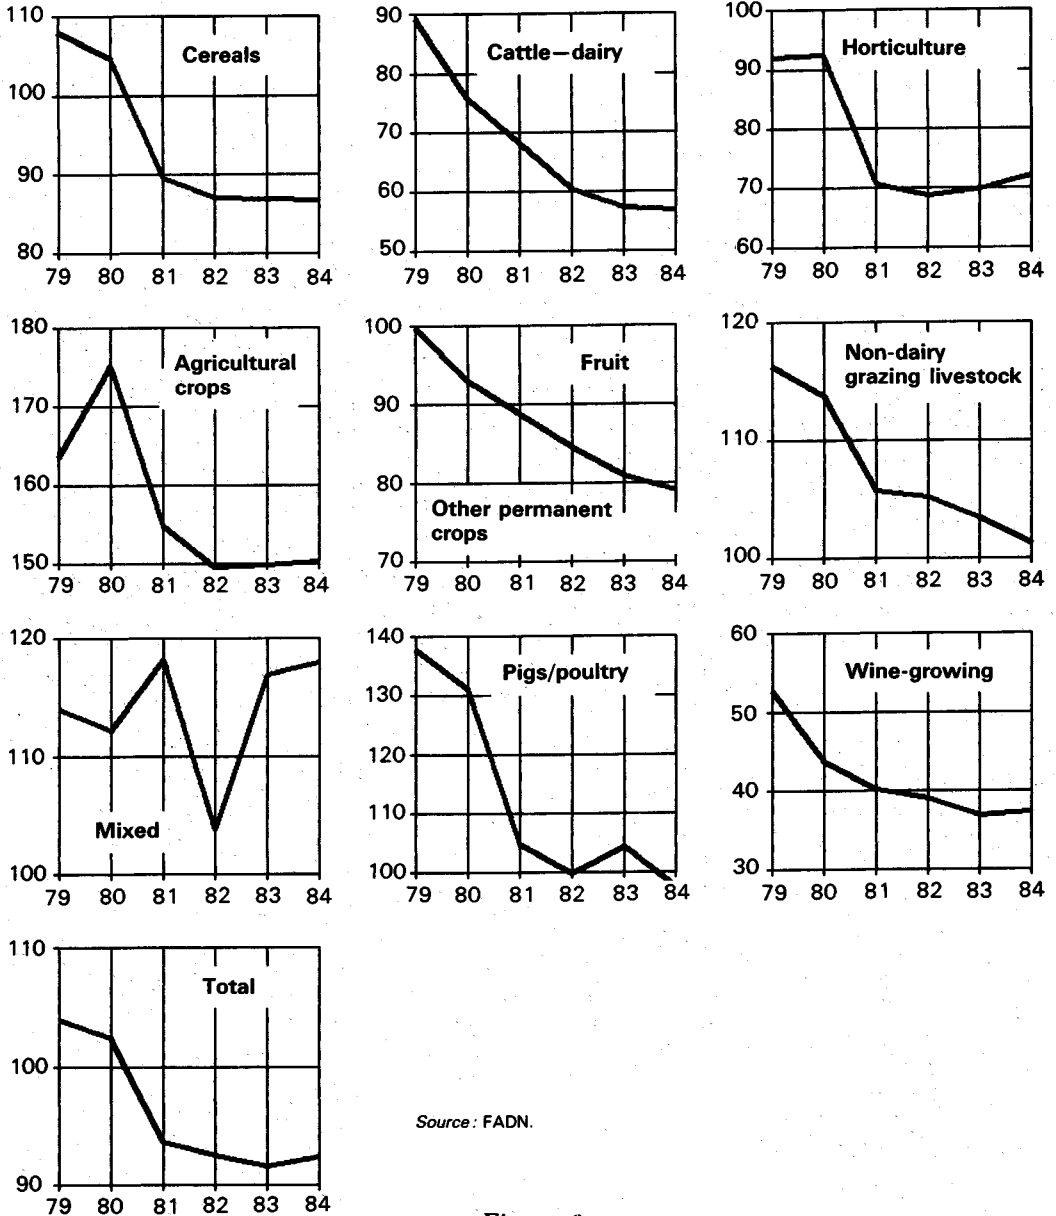 Cereals
110
100
90
80
79 80 81 82 83 84
Cattle—dairy
90
80
70
60
50
79 80 81 82 83 84
Horticulture
100
90
80
70
60
79 80 81 82 83 84
Agricultural
crops
180
170
160
150
79 80 81 82 83 84
Fruit
Other permanent
crops
100
90
80
70
79 80 81 82 83 84
Non-dairy
grazing livestock
120
110
100
79 80 81 82 83 84
Mixed
120
110
100
79 80 81 82 83 84
Pigs/poultry
140
130
120
110
100
79 80 81 82 83 84
Wine-growing
60
50
40
30
79 80 81 82 83 84
Total
110
100
90
79 80 81 82 83 84
Source: FADN.